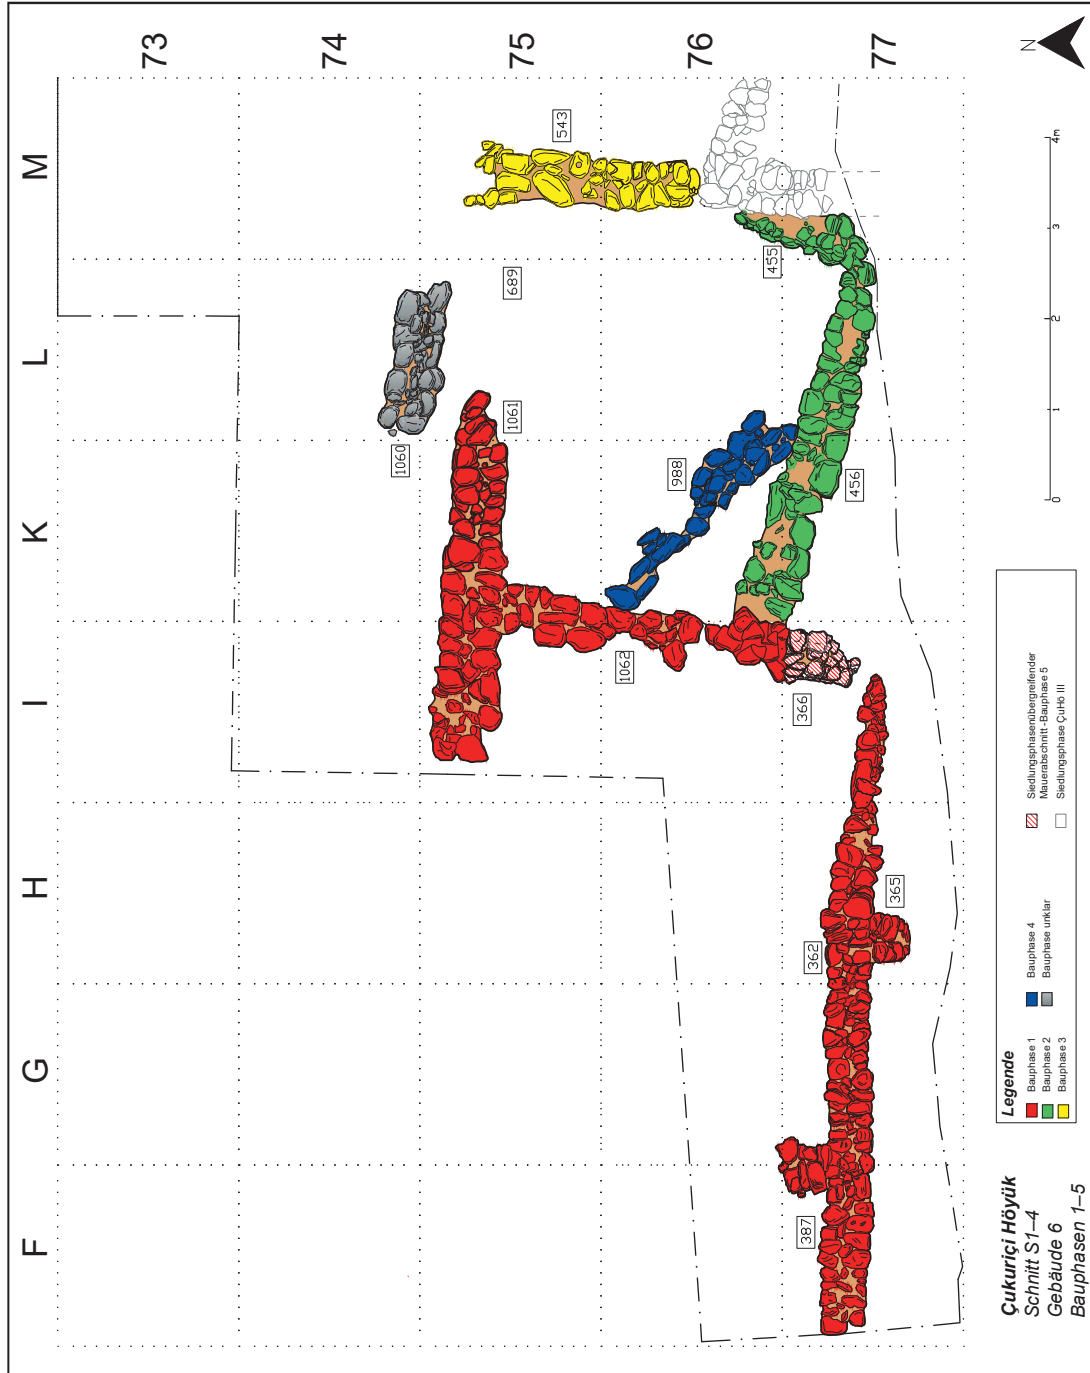 F G H I K L M
73
74
75
76
77
543
689
1060
1061
988
455
456
1062
366
365
362
387
N
0 1 2 3 4m
Legende
Bauphase 1
Bauphase 2
Bauphase 3
Bauphase 4
Bauphase unklar
Siedlungsphasenübergreifender
Mauerabschnitt - Bauphase 5
Siedlungsphase ÇuHö III
Çukuriçi Höyük
Schnitt S1–4
Gebäude 6
Bauphasen 1–5